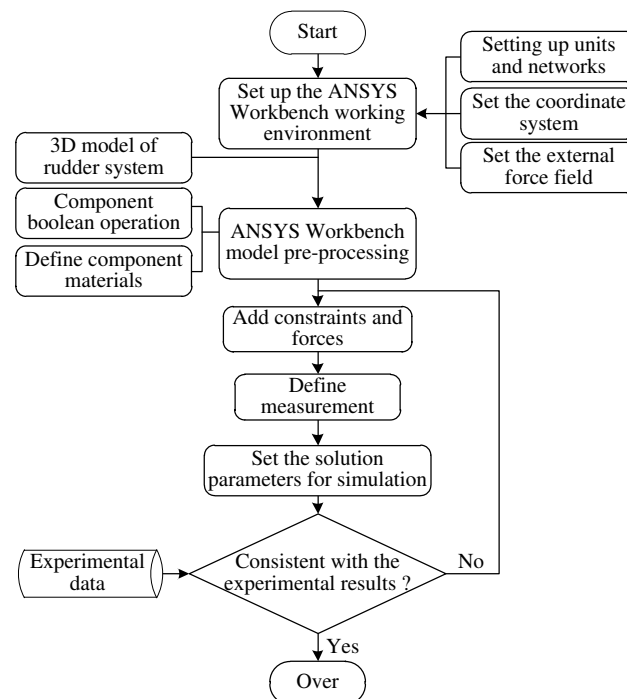 Start
Set up the ANSYS
Workbench working
environment
Setting up units
and networks
Set the coordinate
system
Set the external
force field
3D model of
rudder system
Component
boolean operation
Define component
materials
ANSYS Workbench
model pre-processing
Add constraints and
forces
Define
measurement
Set the solution
parameters for simulation
Experimental
data
Consistent with the
experimental results ?
No
Yes
Over